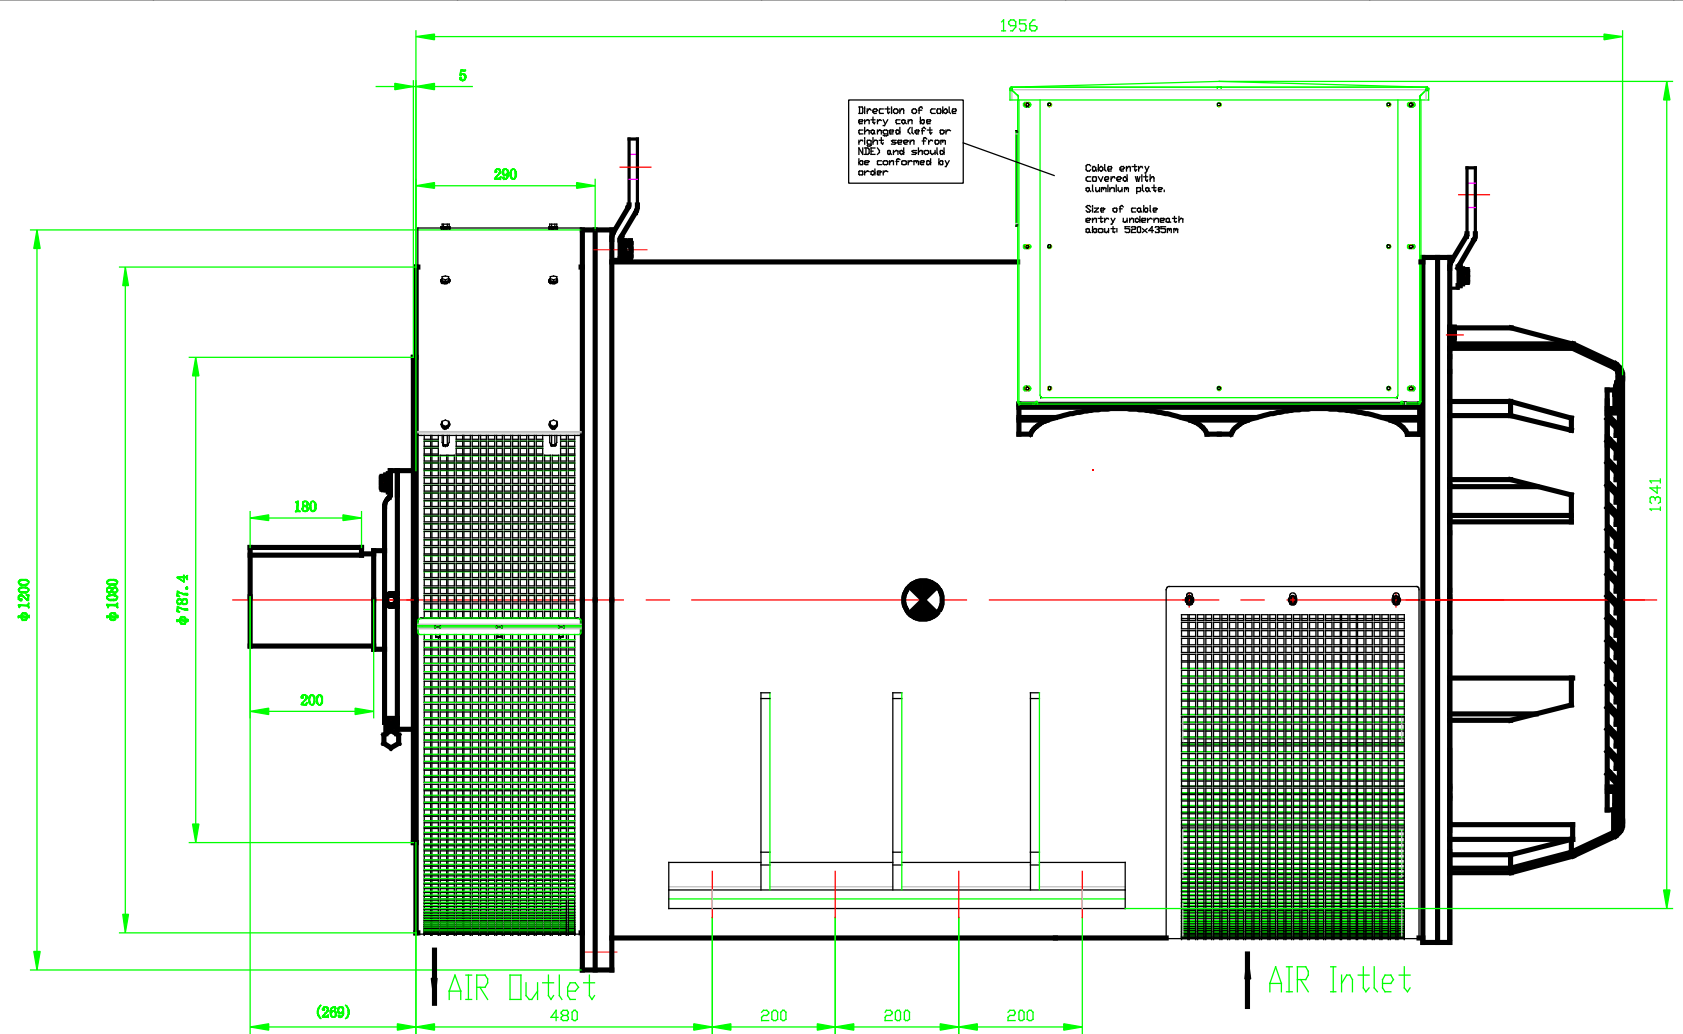 1956
5
Direction of cable
entry can be
changed (left or
right seen from
NDE) and should
be conformed by
order
Cable entry
covered with
aluminium plate.
Size of cable
entry underneath
about: 520x435mm
290
180
1341
ϕ1200
ϕ1080
ϕ787.4
200
AIR Outlet
AIR Intlet
(269)
480
200
200
200